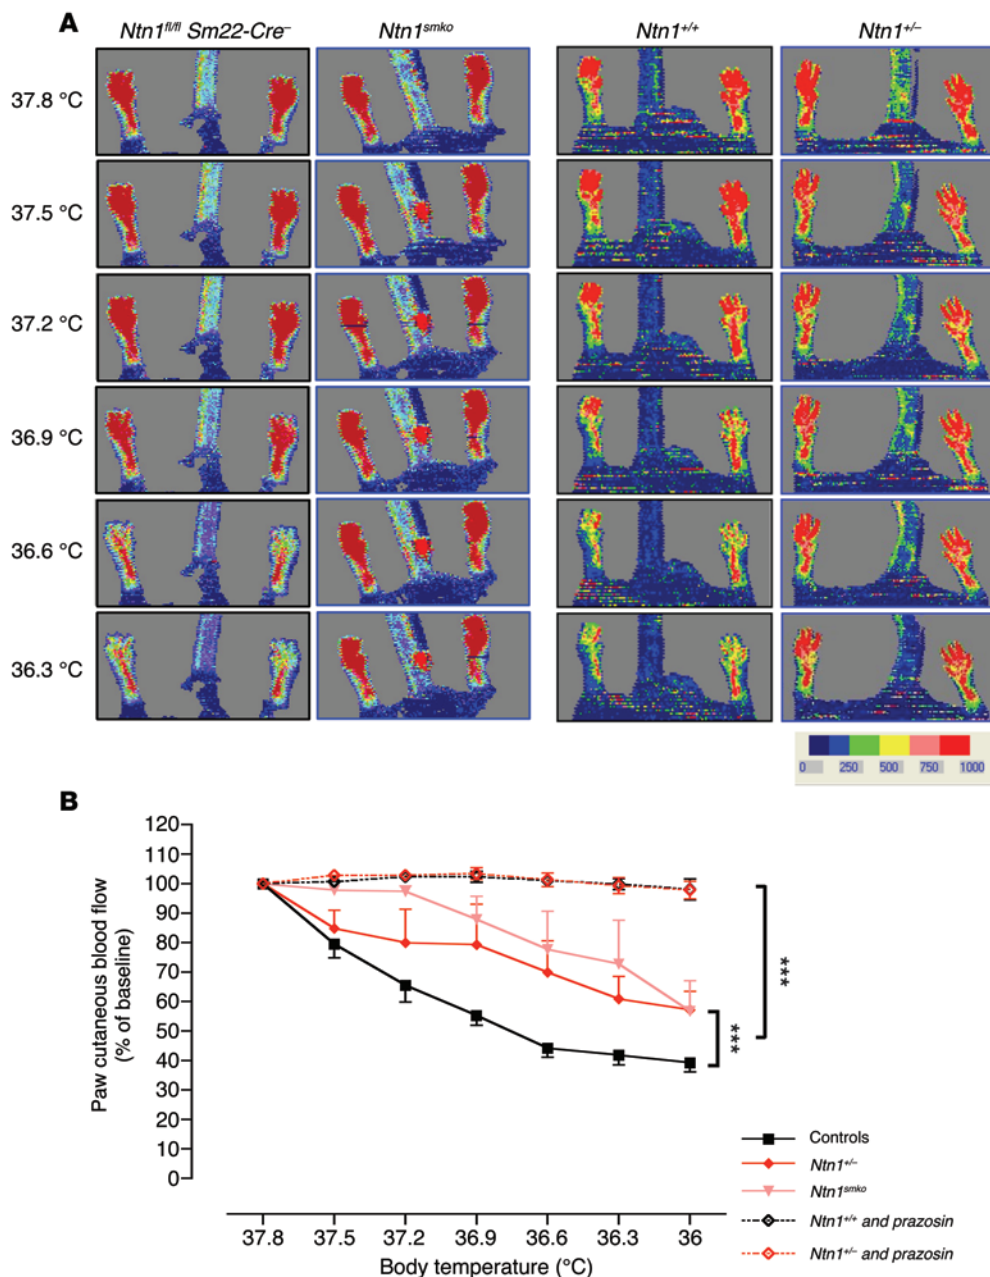 A
Ntn1fl/fl Sm22-Cre–
Ntn1smko
Ntn1+/+
Ntn1+/–
37.8 °C
37.5 °C
37.2 °C
36.9 °C
36.6 °C
36.3 °C
0 250 500 750 1000
B
Paw cutaneous blood flow
(% of baseline)
120
110
100
90
80
70
60
50
40
30
20
10
0
***
***
Controls
Ntn1+/–
Ntn1smko
Ntn1+/+ and prazosin
Ntn1+/– and prazosin
37.8 37.5 37.2 36.9 36.6 36.3 36
Body temperature (°C)